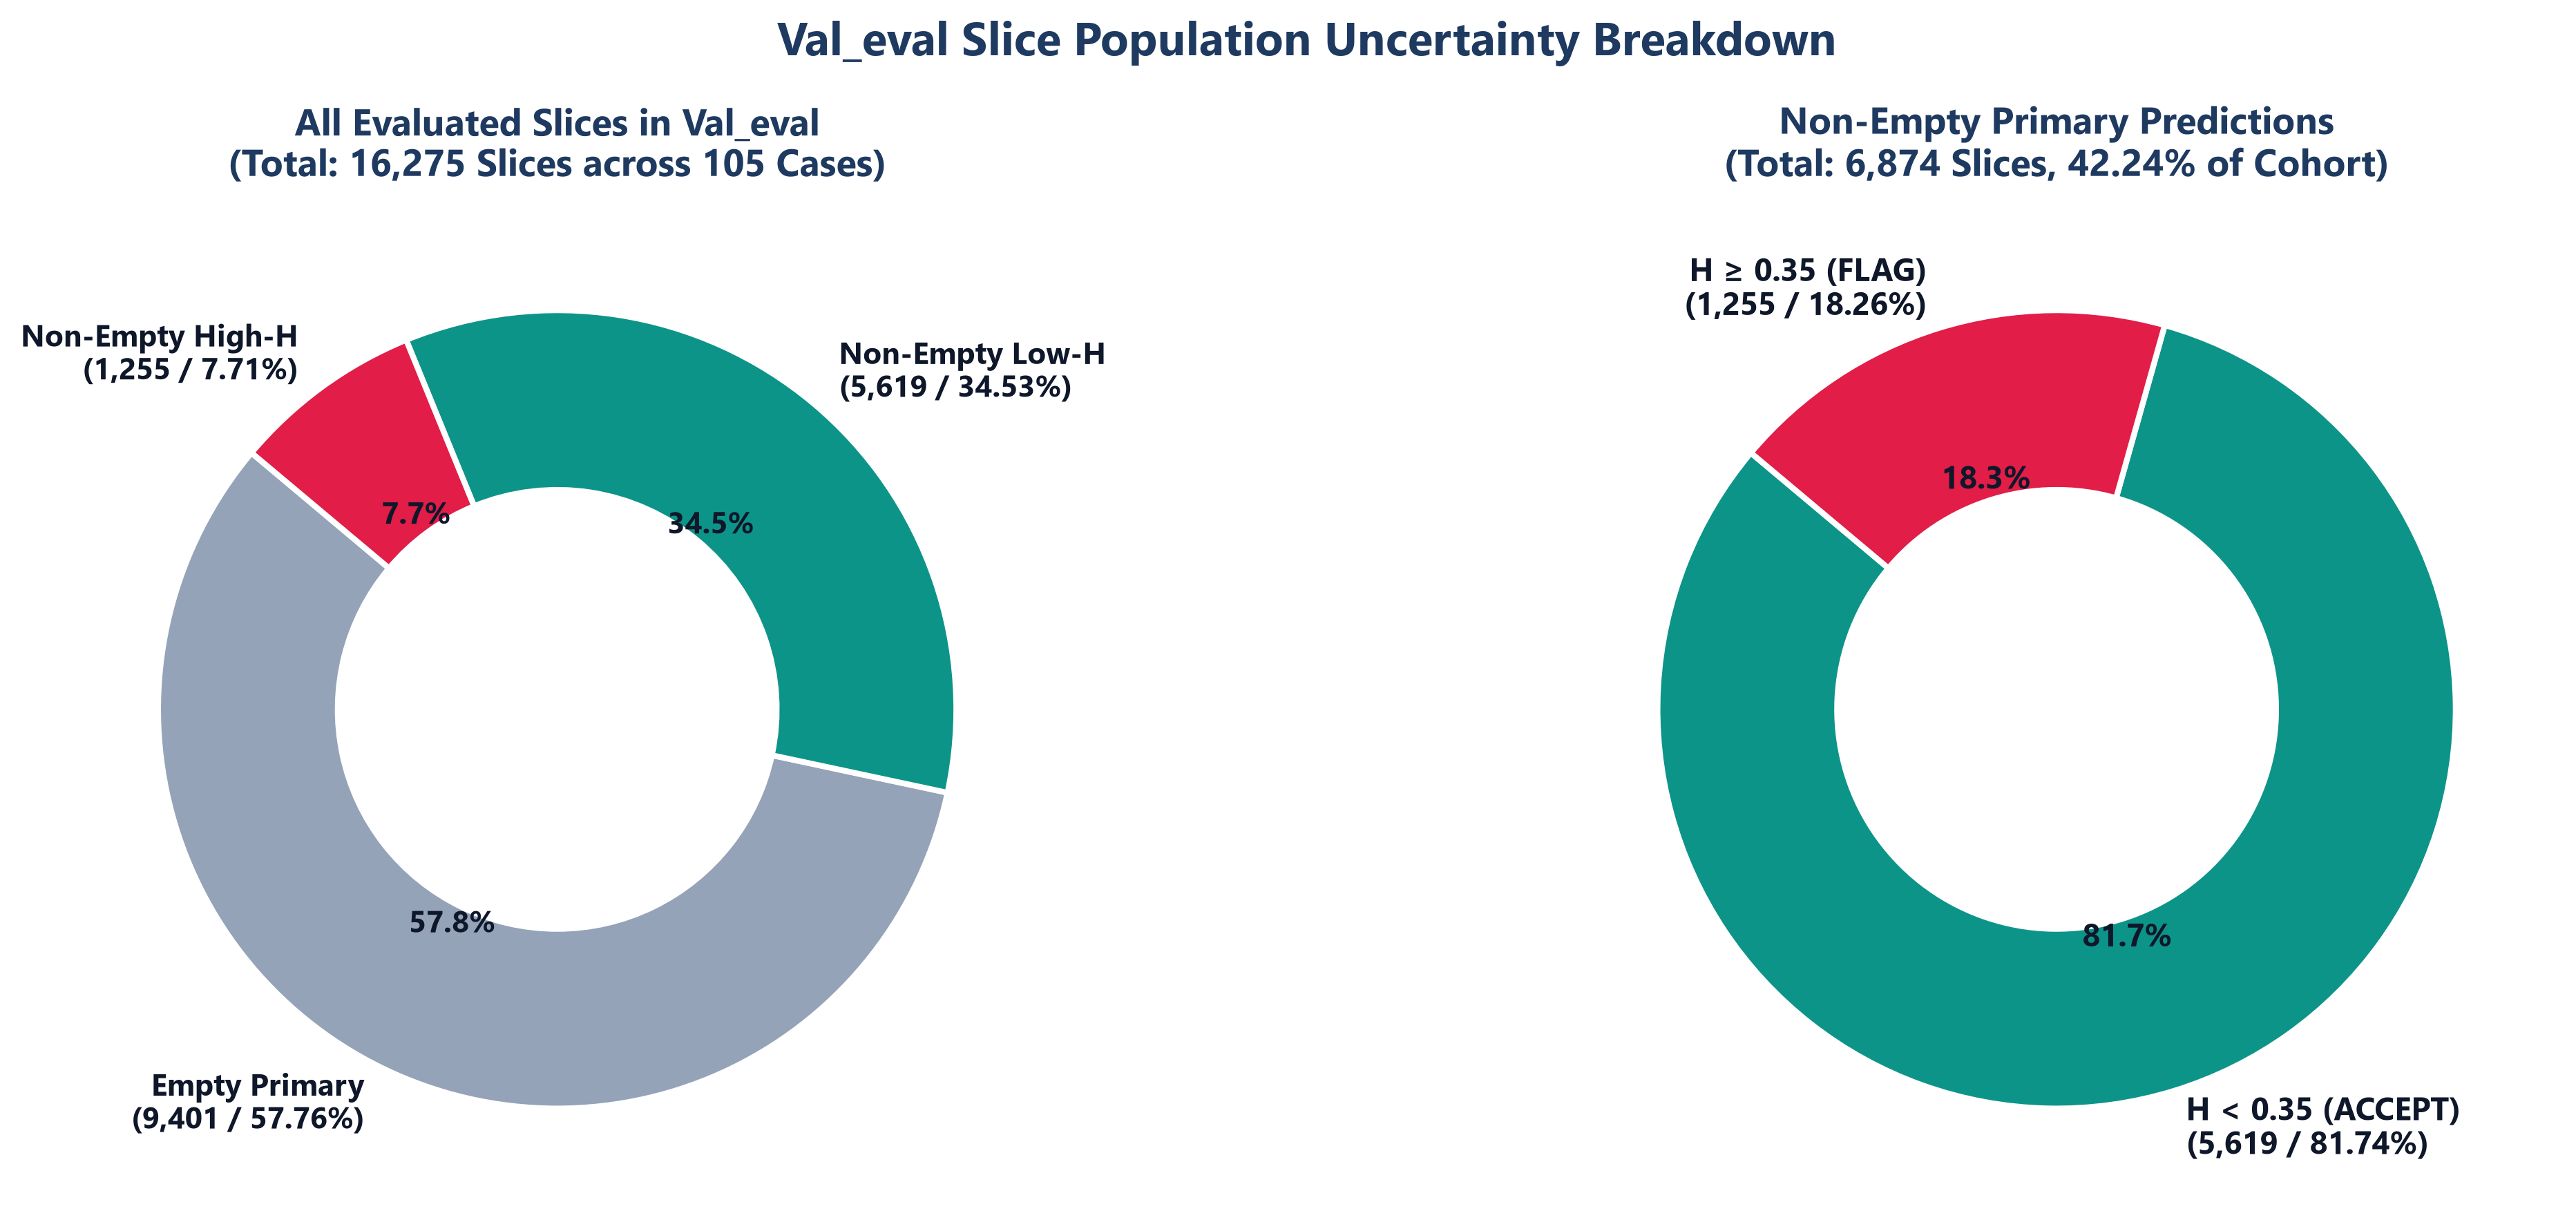 Val_eval Slice Population Uncertainty Breakdown
All Evaluated Slices in Val_eval
(Total: 16,275 Slices across 105 Cases)
Non-Empty High-H
(1,255 / 7.71%)
Non-Empty Low-H
(5,619 / 34.53%)
7.7%
34.5%
57.8%
Empty Primary
(9,401 / 57.76%)
Non-Empty Primary Predictions
(Total: 6,874 Slices, 42.24% of Cohort)
H ≥ 0.35 (FLAG)
(1,255 / 18.26%)
18.3%
81.7%
H < 0.35 (ACCEPT)
(5,619 / 81.74%)